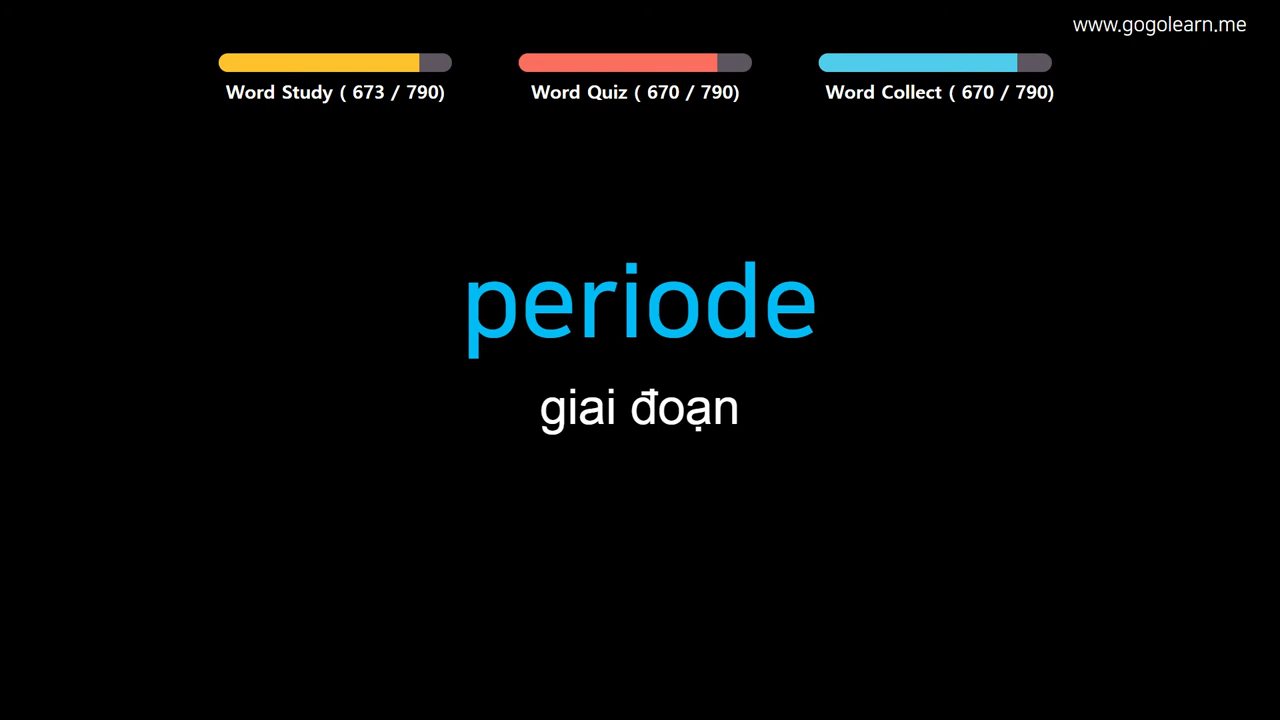 www.gogolearn.me
Word Study ( 673 / 790) Word Quiz ( 670 / 790) Word Collect ( 670 / 790)
periode
giai đoạn